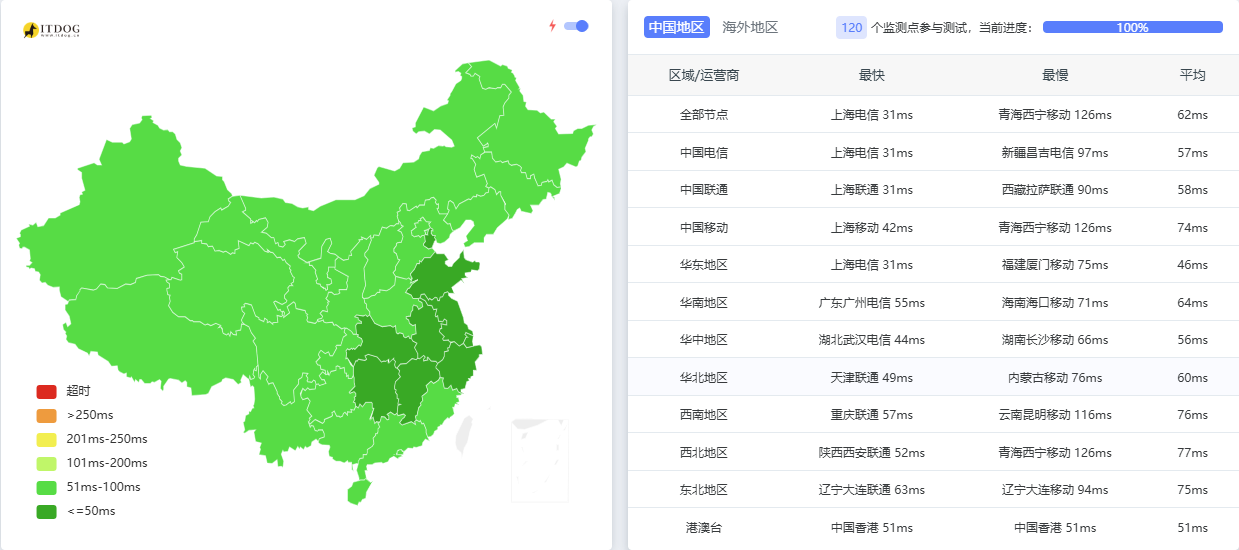 ITDOG
www.itdog.cn
超时
>250ms
201ms-250ms
101ms-200ms
51ms-100ms
<=50ms
中国地区 海外地区 120 个监测点参与测试，当前进度： 100%
区域/运营商 最快 最慢 平均
全部节点 上海电信 31ms 青海西宁移动 126ms 62ms
中国电信 上海电信 31ms 新疆昌吉电信 97ms 57ms
中国联通 上海联通 31ms 西藏拉萨联通 90ms 58ms
中国移动 上海移动 42ms 青海西宁移动 126ms 74ms
华东地区 上海电信 31ms 福建厦门移动 75ms 46ms
华南地区 广东广州电信 55ms 海南海口移动 71ms 64ms
华中地区 湖北武汉电信 44ms 湖南长沙移动 66ms 56ms
华北地区 天津联通 49ms 内蒙古移动 76ms 60ms
西南地区 重庆联通 57ms 云南昆明移动 116ms 76ms
西北地区 陕西西安联通 52ms 青海西宁移动 126ms 77ms
东北地区 辽宁大连联通 63ms 辽宁大连移动 94ms 75ms
港澳台 中国香港 51ms 中国香港 51ms 51ms